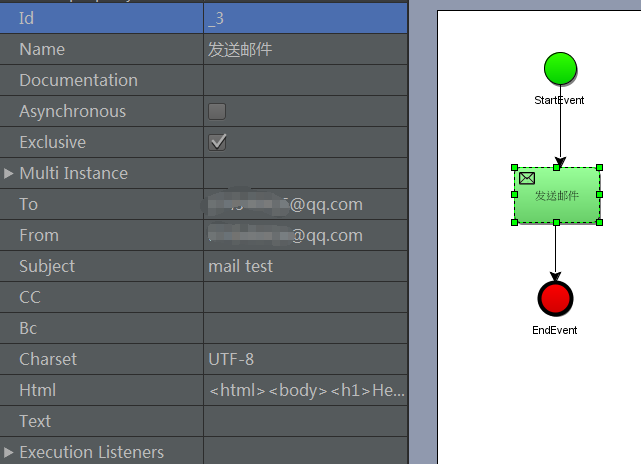 Id _3
Name 发送邮件
Documentation
Asynchronous
Exclusive
Multi Instance
To @qq.com
From @qq.com
Subject mail test
CC
Bc
Charset UTF-8
Html <html><body><h1>He...
Text
Execution Listeners
StartEvent
发送邮件
EndEvent